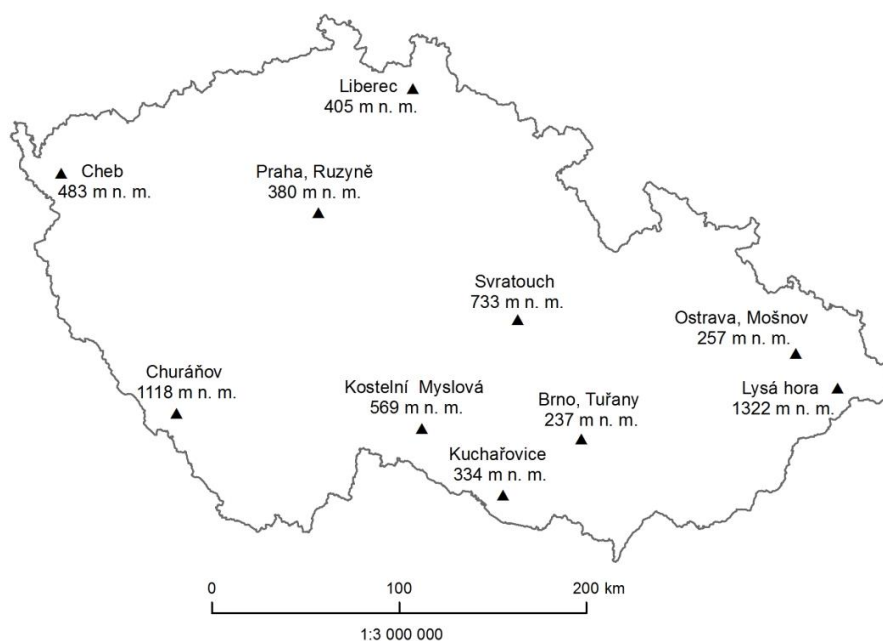 Liberec
405 m n. m.
Cheb
483 m n. m.
Praha, Ruzyně
380 m n. m.
Svratouch
733 m n. m.
Ostrava, Mošnov
257 m n. m.
Churáňov
1118 m n. m.
Kostelní Myslová
569 m n. m.
Brno, Tuřany
237 m n. m.
Lysá hora
1322 m n. m.
Kuchařovice
334 m n. m.
0 100 200 km
1:3 000 000